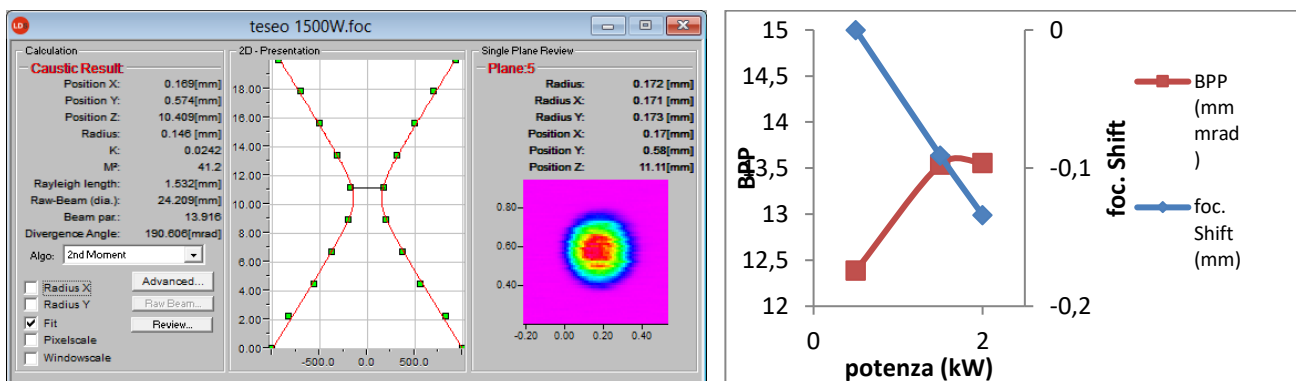 LD
teseo 1500W.foc
Calculation
Caustic Result:
Position X: 0.169[mm]
Position Y: 0.574[mm]
Position Z: 10.409[mm]
Radius: 0.146 [mm]
K: 0.0242
M²: 41.2
Rayleigh length: 1.532[mm]
Raw-Beam (dia.): 24.209[mm]
Beam par.: 13.916
Divergence Angle: 190.606[mrad]
Algo: 2nd Moment
Radius X
Advanced...
Radius Y
Raw Beam...
Fit
Review...
Pixelscale
Windowscale
2D - Presentation
18.00
16.00
14.00
12.00
10.00
8.00
6.00
4.00
2.00
0.00
-500.0 0.0 500.0
Single Plane Review
Plane:5
Radius: 0.172 [mm]
Radius X: 0.171 [mm]
Radius Y: 0.173 [mm]
Position X: 0.17[mm]
Position Y: 0.58[mm]
Position Z: 11.11[mm]
0.80
0.60
0.40
-0.20 0.00 0.20 0.40
15
14,5
14
13,5
13
12,5
12
BPP
0 2
potenza (kW)
0
-0,1
-0,2
foc. Shift
BPP
(mm
mrad
)
foc.
Shift
(mm)